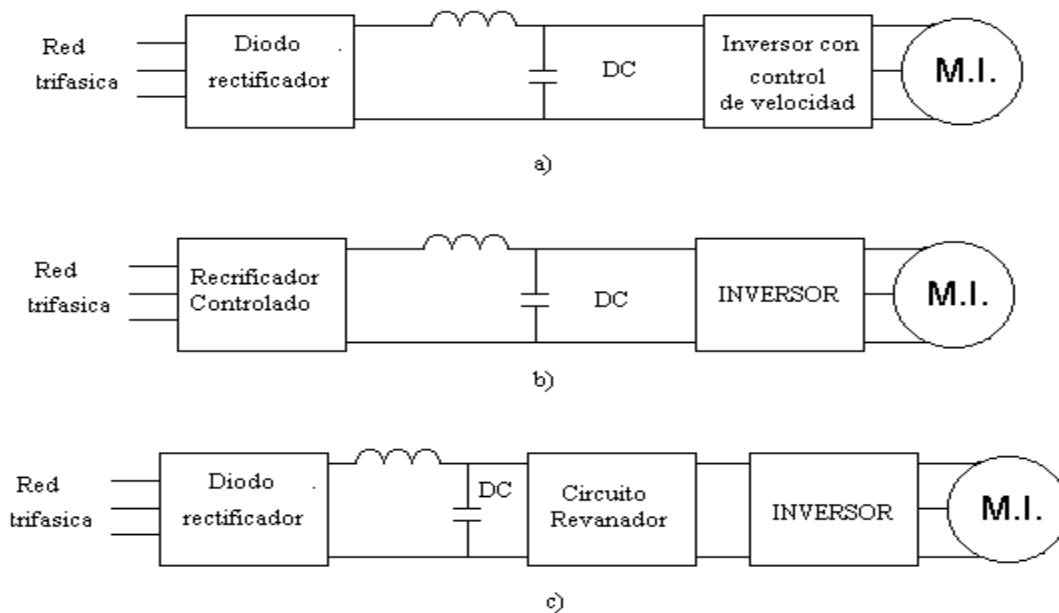 Red
trifasica
Diodo
rectificador
DC
Inversor con
control
de velocidad
M.I.
a)
Red
trifasica
Recrificador
Controlado
DC
INVERSOR
M.I.
b)
Red
trifasica
Diodo
rectificador
DC
Circuito
Revanador
INVERSOR
M.I.
c)